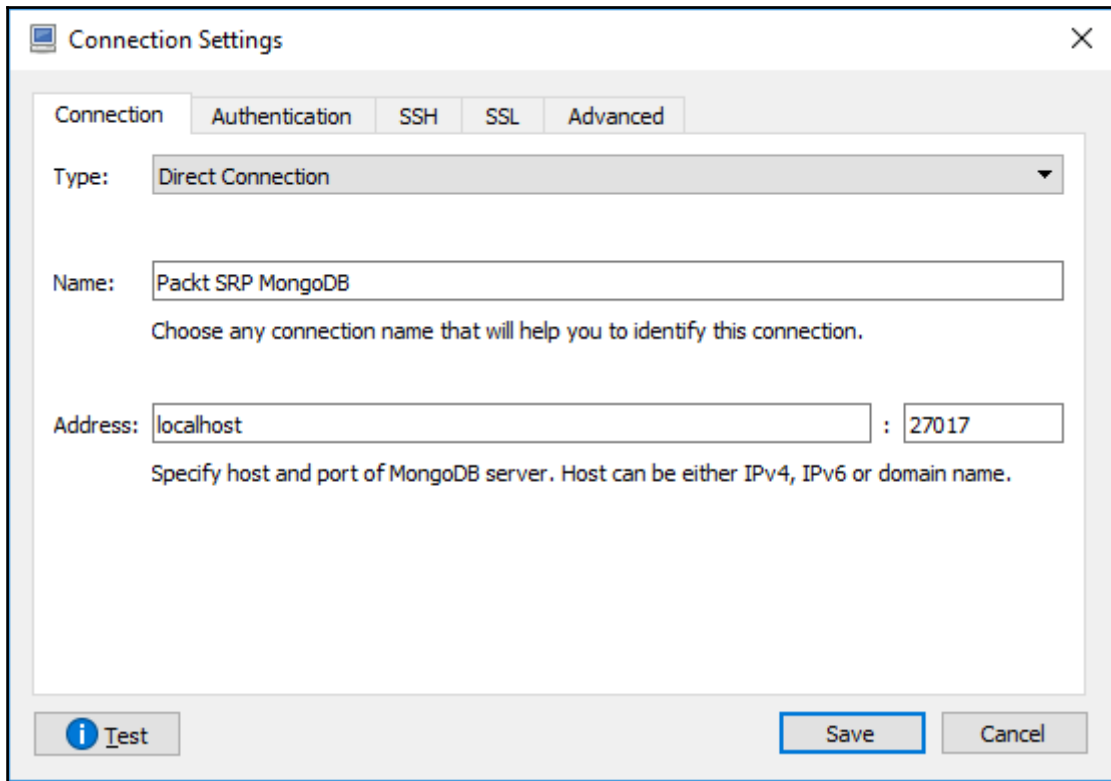 Connection Settings
Connection Authentication SSH SSL Advanced
Type: Direct Connection
Name: Packt SRP MongoDB
Choose any connection name that will help you to identify this connection.
Address: localhost : 27017
Specify host and port of MongoDB server. Host can be either IPv4, IPv6 or domain name.
Test Save Cancel